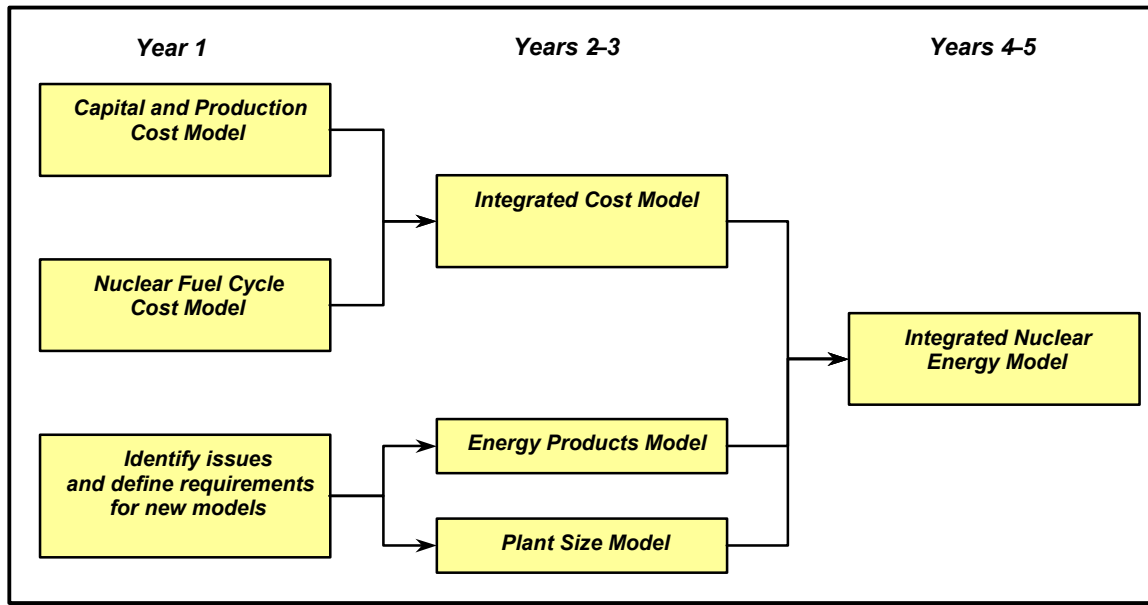 Year 1
Years 2–3
Years 4–5
Capital and Production
Cost Model
Nuclear Fuel Cycle
Cost Model
Identify issues
and define requirements
for new models
Integrated Cost Model
Energy Products Model
Plant Size Model
Integrated Nuclear
Energy Model